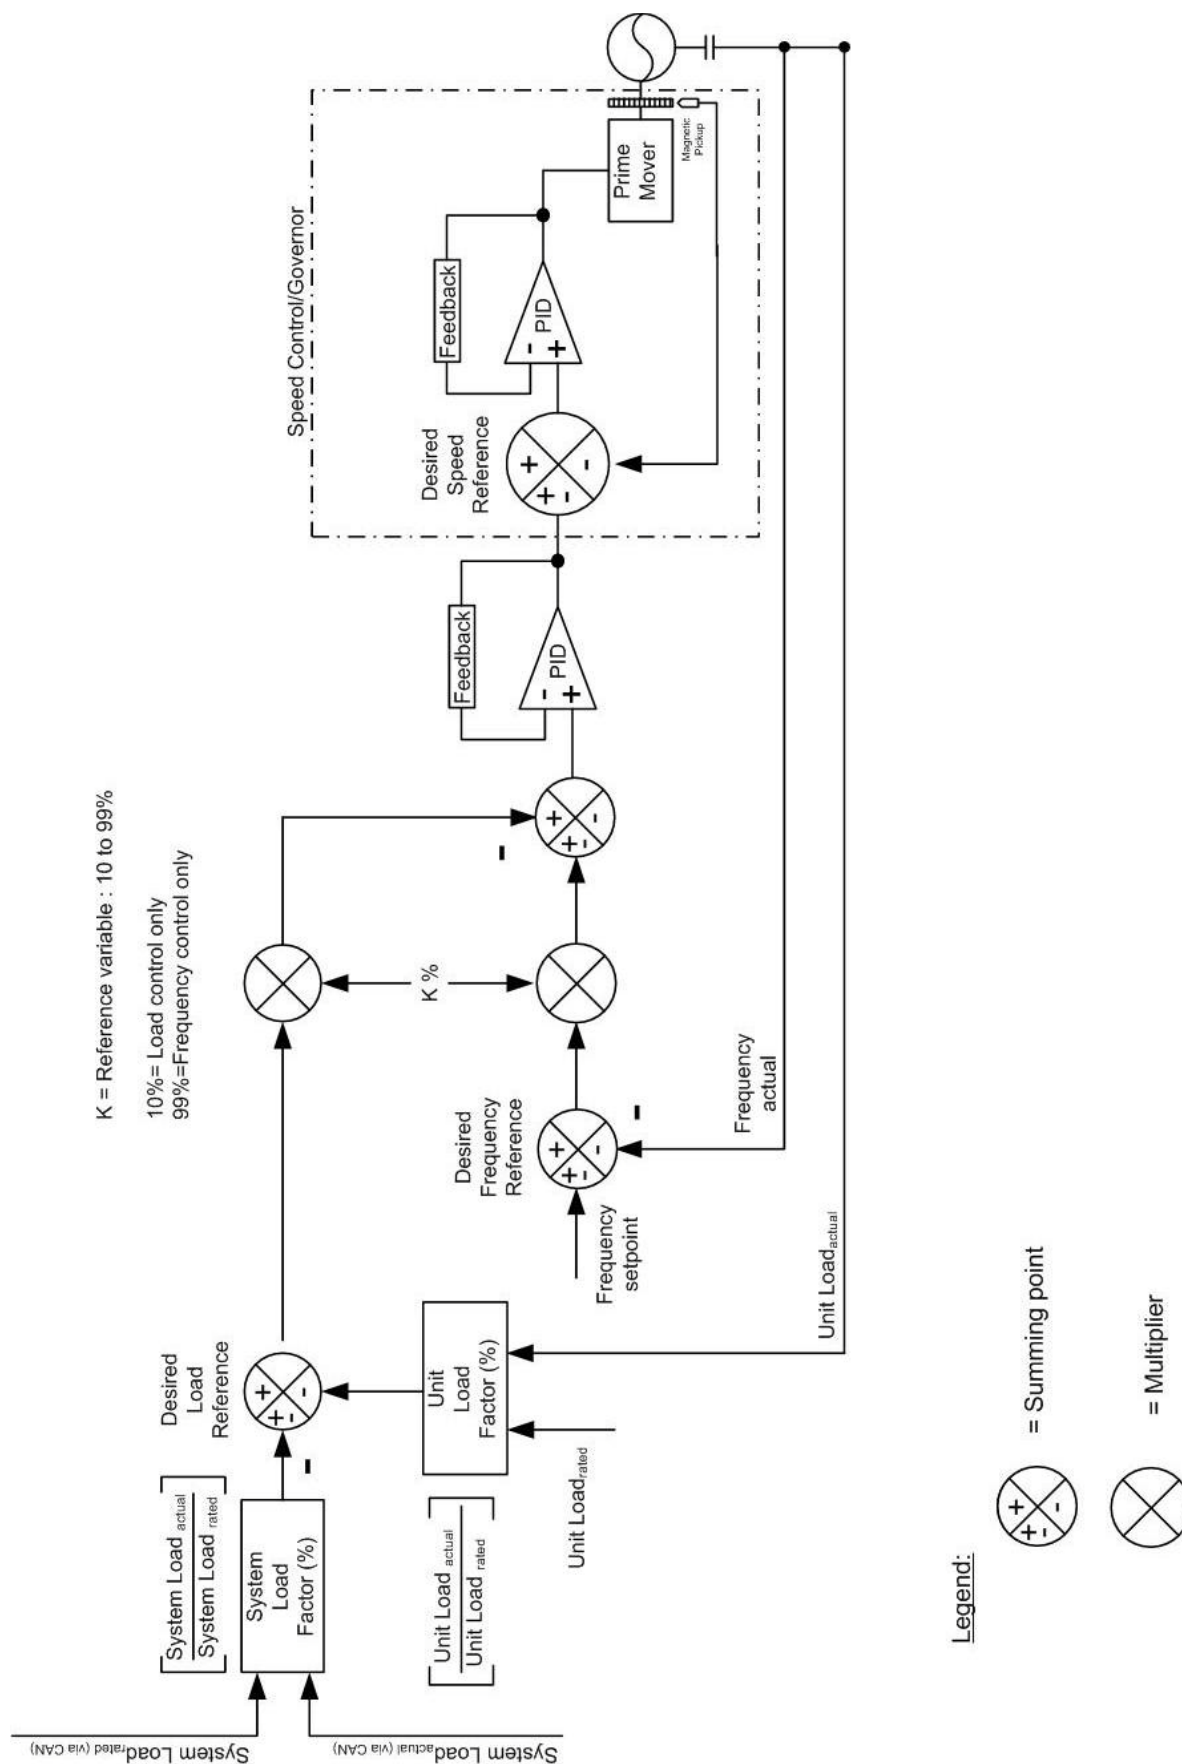 K = Reference variable : 10 to 99%
10%= Load control only
99%=Frequency control only
Speed Control/Governor
System Load actual
System Load rated
System
Load
Factor (%)
System Load rated (via CAN)
System Load actual (via CAN)
Desired
Load
Reference
+
+
-
-
-
Unit Load actual
Unit Load rated
Unit
Load
Factor (%)
Unit Load rated
Unit Load actual
Frequency
setpoint
Desired
Frequency
Reference
+
+
-
-
-
Frequency
actual
K %
-
+
+
-
-
Feedback
-
+
PID
Desired
Speed
Reference
+
+
-
-
Feedback
-
+
PID
Prime
Mover
Magnetic
Pickup
Legend:
+
+
-
-
= Summing point
= Multiplier